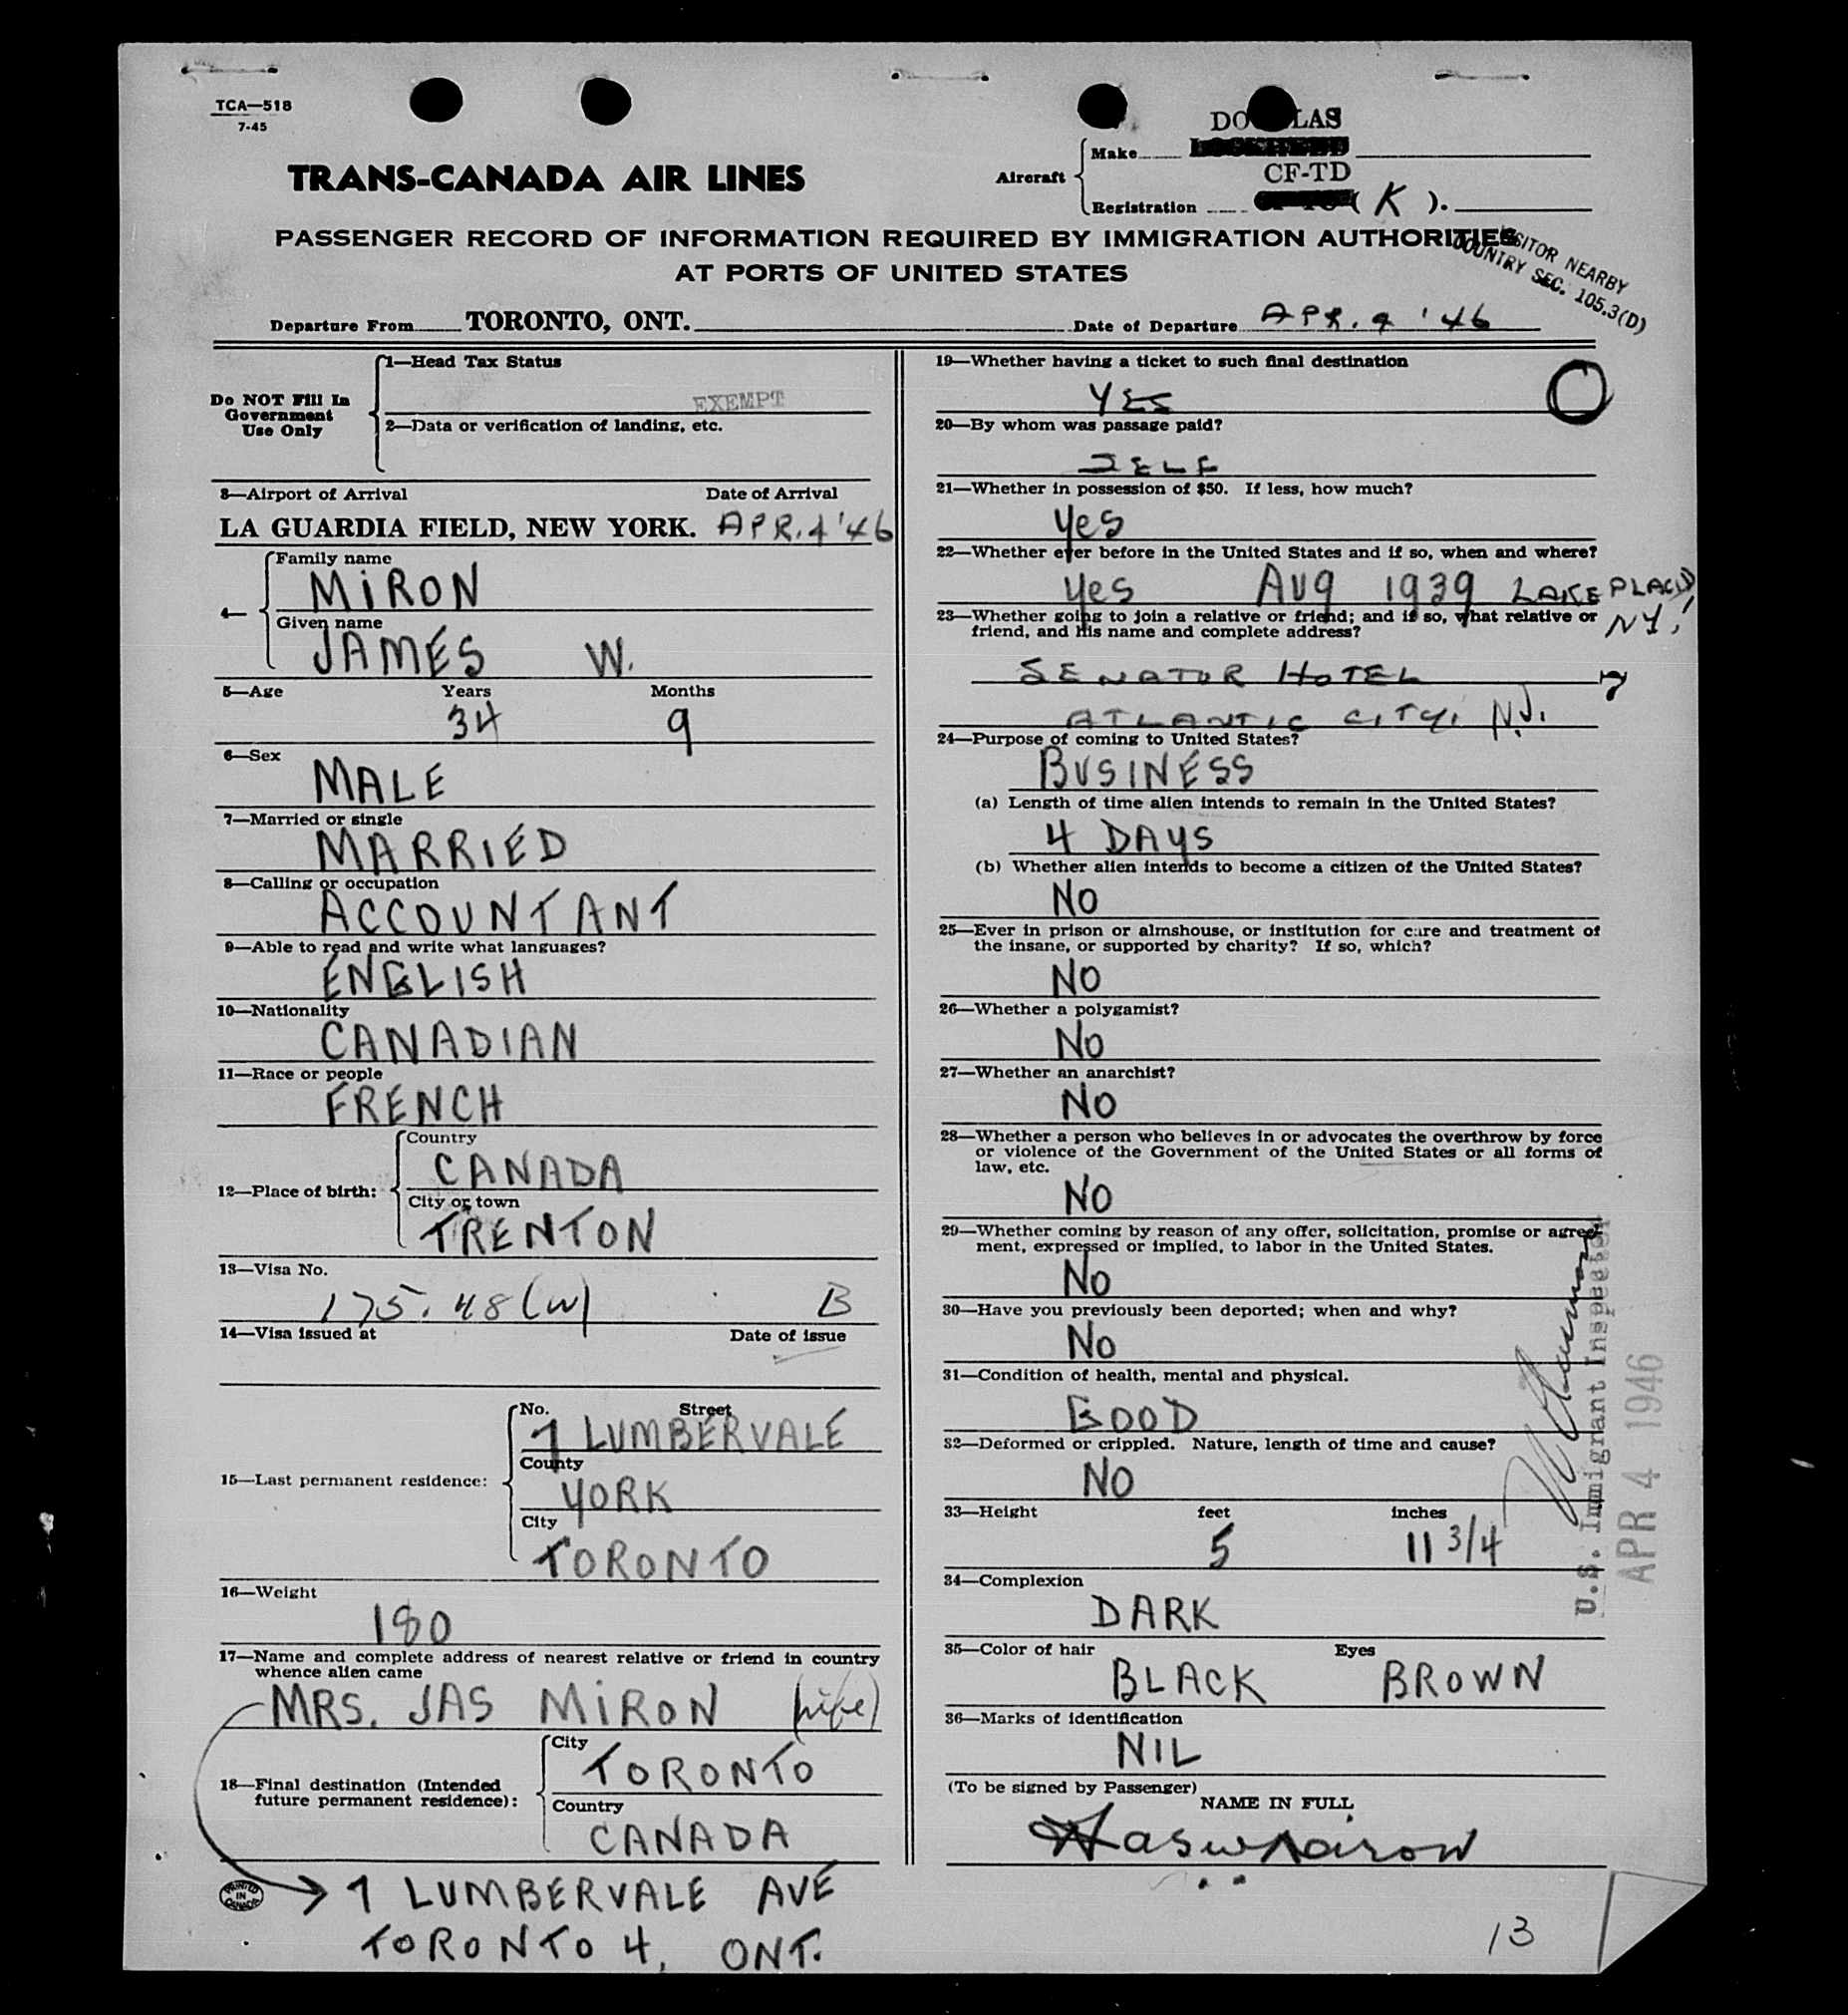 TCA—518
7-45
DO LAS
Aircraft
Make
CF-TD
Registration (K).
TRANS-CANADA AIR LINES
PASSENGER RECORD OF INFORMATION REQUIRED BY IMMIGRATION AUTHORITIES
AT PORTS OF UNITED STATES
VISITOR NEARBY
COUNTRY SEC. 105.3(D)
Departure From TORONTO, ONT.
Date of Departure APR. 4 '46
Do NOT Fill In
Government
Use Only
1—Head Tax Status
EXEMPT
2—Data or verification of landing, etc.
3—Airport of Arrival Date of Arrival
LA GUARDIA FIELD, NEW YORK. APR. 4 '46
4—
Family name
MIRON
Given name
JAMES W.
5—Age Years Months
34 9
6—Sex
MALE
7—Married or single
MARRIED
8—Calling or occupation
ACCOUNTANT
9—Able to read and write what languages?
ENGLISH
10—Nationality
CANADIAN
11—Race or people
FRENCH
12—Place of birth:
Country
CANADA
City or town
TRENTON
13—Visa No.
175.48(w) B
14—Visa issued at Date of issue
15—Last permanent residence:
No. Street
7 LUMBERVALE
County
YORK
City
TORONTO
16—Weight
180
17—Name and complete address of nearest relative or friend in country
whence alien came
MRS. JAS MIRON (wife)
18—Final destination (Intended
future permanent residence):
City
TORONTO
Country
CANADA
PRINTED
IN
CANADA
7 LUMBERVALE AVE
TORONTO 4, ONT.
19—Whether having a ticket to such final destination
YES
20—By whom was passage paid?
SELF
21—Whether in possession of $50. If less, how much?
Yes
22—Whether ever before in the United States and if so, when and where?
Yes AUG 1939 LAKE PLACID
N.Y.
23—Whether going to join a relative or friend; and if so, what relative or
friend, and his name and complete address?
SENATOR HOTEL
ATLANTIC CITY, N.J.
24—Purpose of coming to United States?
BUSINESS
(a) Length of time alien intends to remain in the United States?
4 DAYS
(b) Whether alien intends to become a citizen of the United States?
NO
25—Ever in prison or almshouse, or institution for care and treatment of
the insane, or supported by charity? If so, which?
NO
26—Whether a polygamist?
NO
27—Whether an anarchist?
NO
28—Whether a person who believes in or advocates the overthrow by force
or violence of the Government of the United States or all forms of
law, etc.
NO
29—Whether coming by reason of any offer, solicitation, promise or agree-
ment, expressed or implied, to labor in the United States.
NO
30—Have you previously been deported; when and why?
NO
31—Condition of health, mental and physical.
GOOD
32—Deformed or crippled. Nature, length of time and cause?
NO
33—Height feet inches
5 11 3/4
34—Complexion
DARK
35—Color of hair Eyes
BLACK BROWN
36—Marks of identification
NIL
(To be signed by Passenger)
NAME IN FULL
Jas W Miron
U.S. Immigrant Inspector
APR 4 1946
13